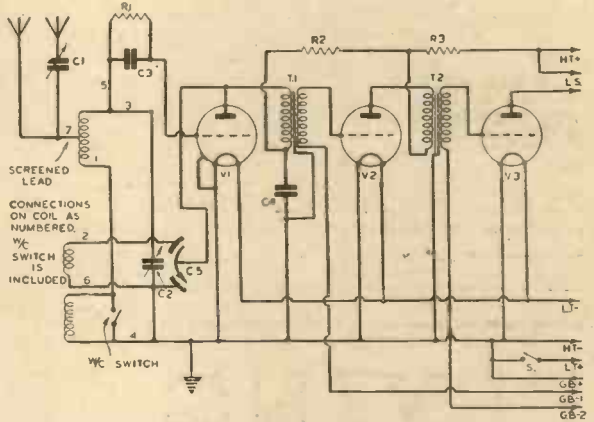 R1
C1
C3
5
3
7
1
SCREENED
LEAD
CONNECTIONS
ON COIL AS
NUMBERED.
W/C
SWITCH
IS
INCLUDED
2
6
4
C5
C2
W/C SWITCH
V1
T.1
C4
R2
V2
T2
R3
V3
HT+
LS
LT-
HT-
S.
LT+
GB+
GB-1
GB-2